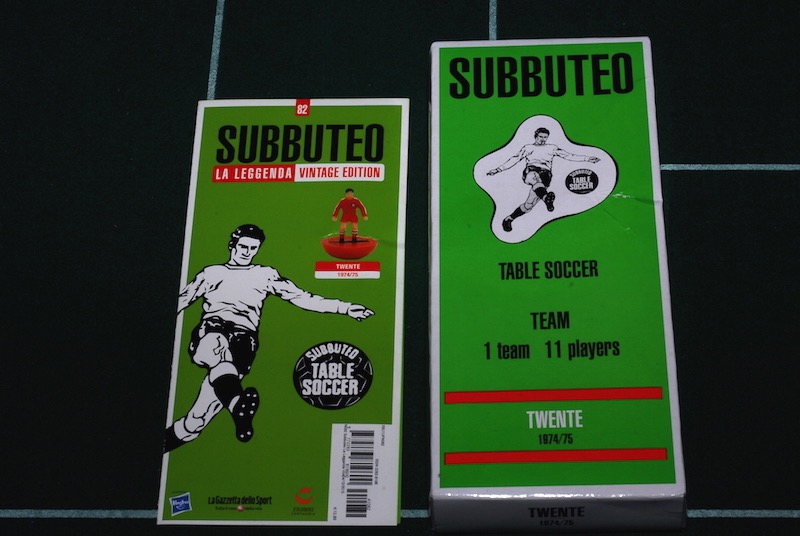 82
SUBBUTEO
LA LEGGENDA VINTAGE EDITION
TWENTE
1974/75
SUBBUTEO
TABLE
SOCCER
Hasbro
La Gazzetta dello Sport
SUBBUTEO
SUBBUTEO
TABLE
SOCCER
TABLE SOCCER
TEAM
1 team 11 players
TWENTE
1974/75
TWENTE
1974/75